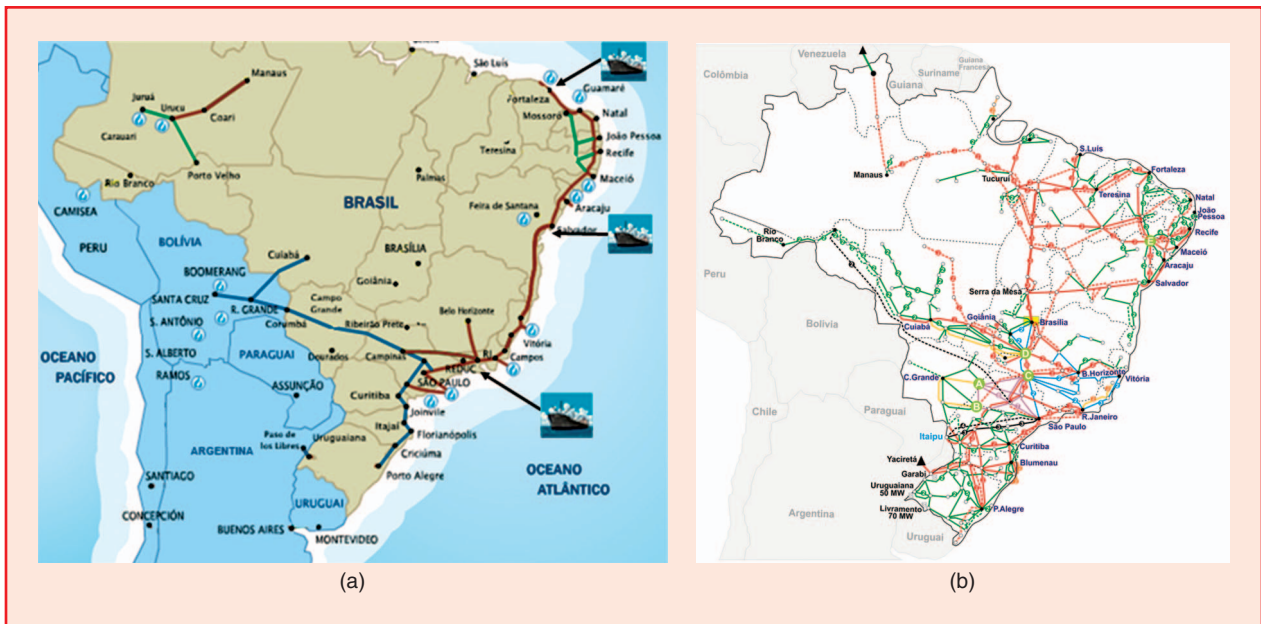 Manaus
São Luís
Juruá
Urucu
Coari
Fortaleza
Guamaré
Mossoró
Natal
Carauari
João Pessoa
Teresina
Recife
Rio Branco
Porto Velho
Palmas
Maceió
CAMISEA
BRASIL
Feira de Santana
Aracaju
PERU
BOLÍVIA
Salvador
Cuiabá
BRASÍLIA
BOOMERANG
Goiânia
SANTA CRUZ
R. GRANDE
Campo
Grande
Corumbá
Ribeirão Preto
Belo Horizonte
S. ANTÔNIO
Vitória
OCEANO
PACÍFICO
S. ALBERTO
PARAGUAI
Dourados
Campinas
RJ
Campos
REDUC
RAMOS
SÃO PAULO
ASSUNÇÃO
Curitiba
Joinvile
Itajaí
Paso de
los Libres
Uruguaiana
Florianópolis
ARGENTINA
Criciúma
OCEANO
ATLÂNTICO
Porto Alegre
SANTIAGO
URUGUAI
CONCEPCIÓN
BUENOS AIRES
MONTEVIDEO
(a)
Venezuela
Guiana
Francesa
Colômbia
Suriname
Guiana
S.Luís
Manaus
Tucuruí
Fortaleza
Teresina
Natal
João
Pessoa
Rio
Branco
Recife
E
Maceió
Aracaju
Peru
Serra da Mesa
Salvador
Bolívia
Cuiabá
Goiânia
Brasília
D
C.Grande
A
C
B.Horizonte
Vitória
B
Paraguai
R.Janeiro
Chile
São Paulo
Itaipu
Curitiba
Yaciretá
Garabi
Blumenau
Uruguaiana
50 MW
Livramento
70 MW
P.Alegre
Argentina
Uruguai
(b)